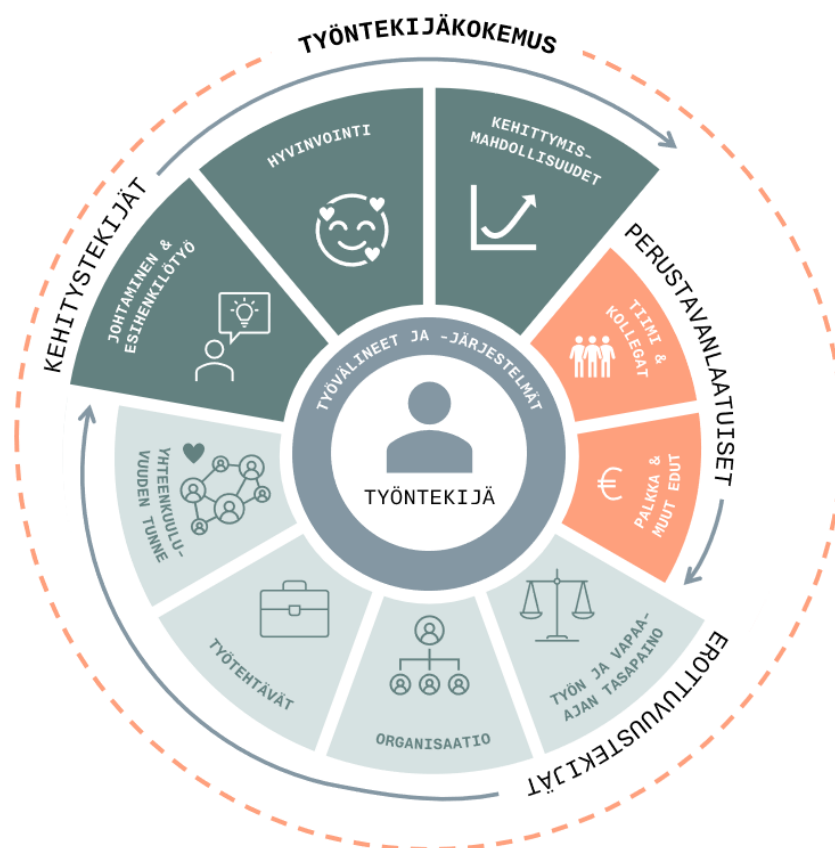 TYÖNTEKIJÄKOKEMUS
KEHITYSTEKIJÄT
JOHTAMINEN &
ESIHENKILÖTYÖ
HYVINVOINTI
KEHITTYMIS-
MAHDOLLISUUDET
PERUSTAVANLAATUISET
TIIMI &
KOLLEGAT
PALKKA &
MUUT EDUT
EROTTUVUUSTEKIJÄT
TYÖN JA VAPAA-
AJAN TASAPAINO
ORGANISAATIO
TYÖTEHTÄVÄT
YHTEENKUULU-
VUUDEN TUNNE
TYÖVÄLINEET JA -JÄRJESTELMÄT
TYÖNTEKIJÄ
€